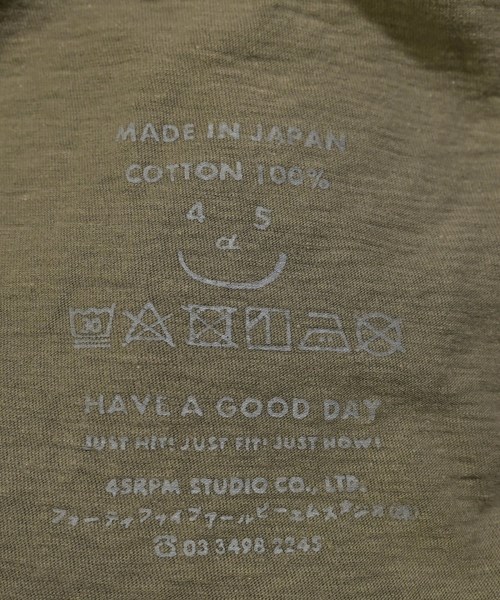 MADE IN JAPAN
COTTON 100%
4 5
α
30
HAVE A GOOD DAY
JUST HIT! JUST FIT! JUST NOW!
45RPM STUDIO CO., LTD.
フォーティファイブアールピーエムスタジオ(株)
☎03 3498 2245